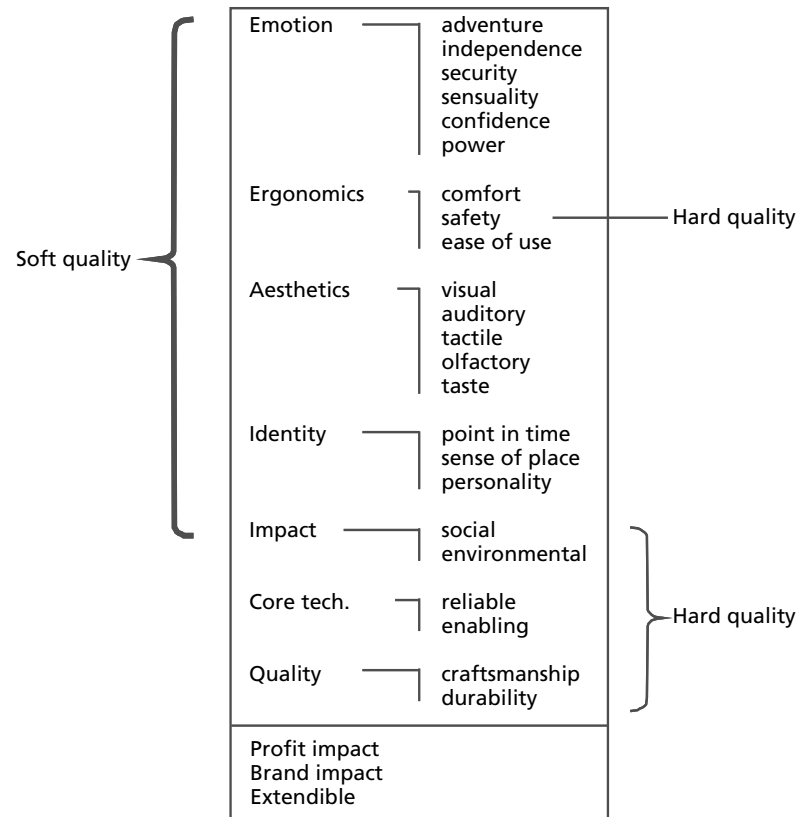 Emotion adventure
independence
security
sensuality
confidence
power
Ergonomics comfort
safety Hard quality
ease of use
Soft quality
Aesthetics visual
auditory
tactile
olfactory
taste
Identity point in time
sense of place
personality
Impact social
environmental
Core tech. reliable
enabling
Hard quality
Quality craftsmanship
durability
Profit impact
Brand impact
Extendible